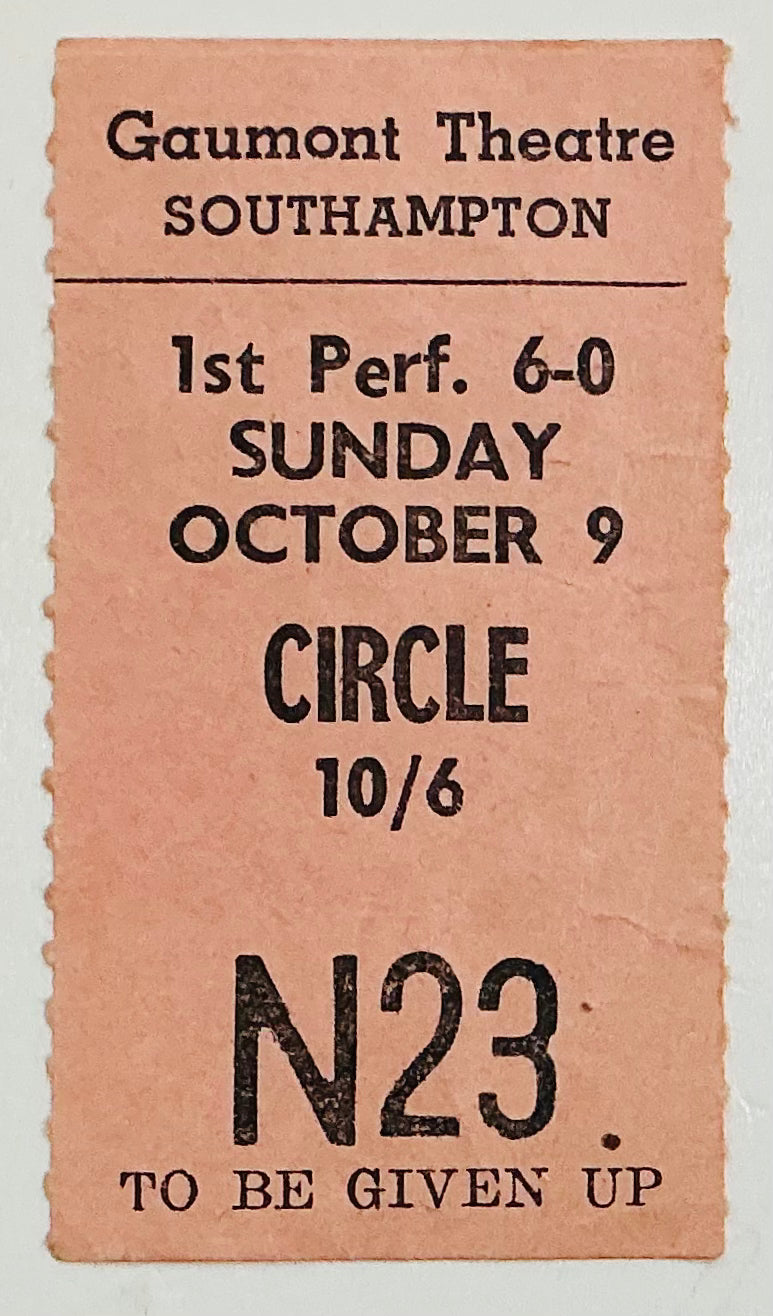 Gaumont Theatre
SOUTHAMPTON
1st Perf. 6-0
SUNDAY
OCTOBER 9
CIRCLE
10/6
N23
TO BE GIVEN UP